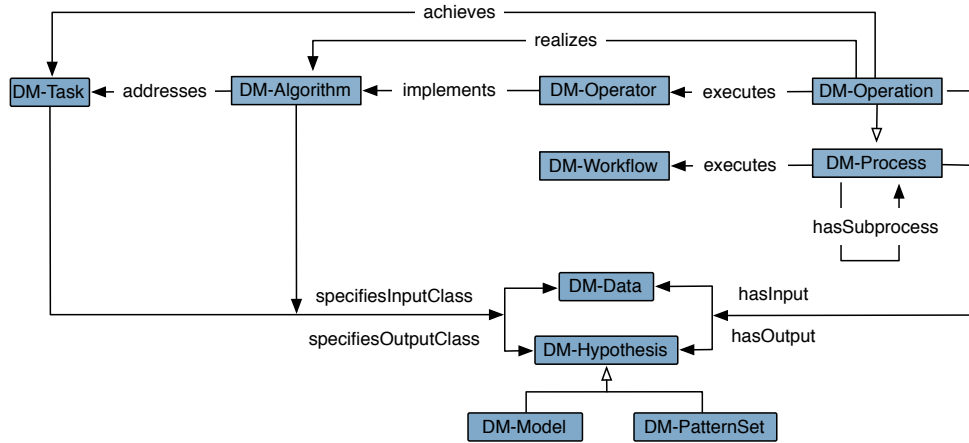 achieves
realizes
DM-Task
addresses
DM-Algorithm
implements
DM-Operator
executes
DM-Operation
DM-Workflow
executes
DM-Process
hasSubprocess
specifiesInputClass
DM-Data
hasInput
specifiesOutputClass
DM-Hypothesis
hasOutput
DM-Model
DM-PatternSet